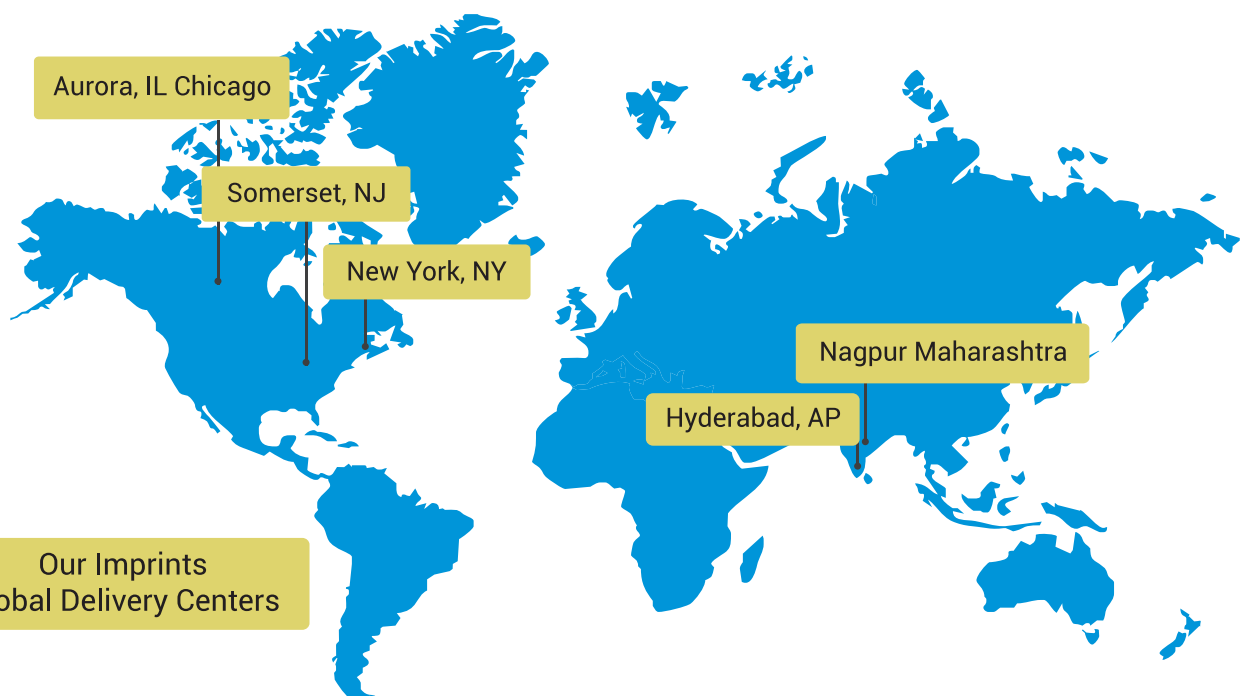 Aurora, IL Chicago
Somerset, NJ
New York, NY
Nagpur Maharashtra
Hyderabad, AP
Our Imprints
obal Delivery Centers